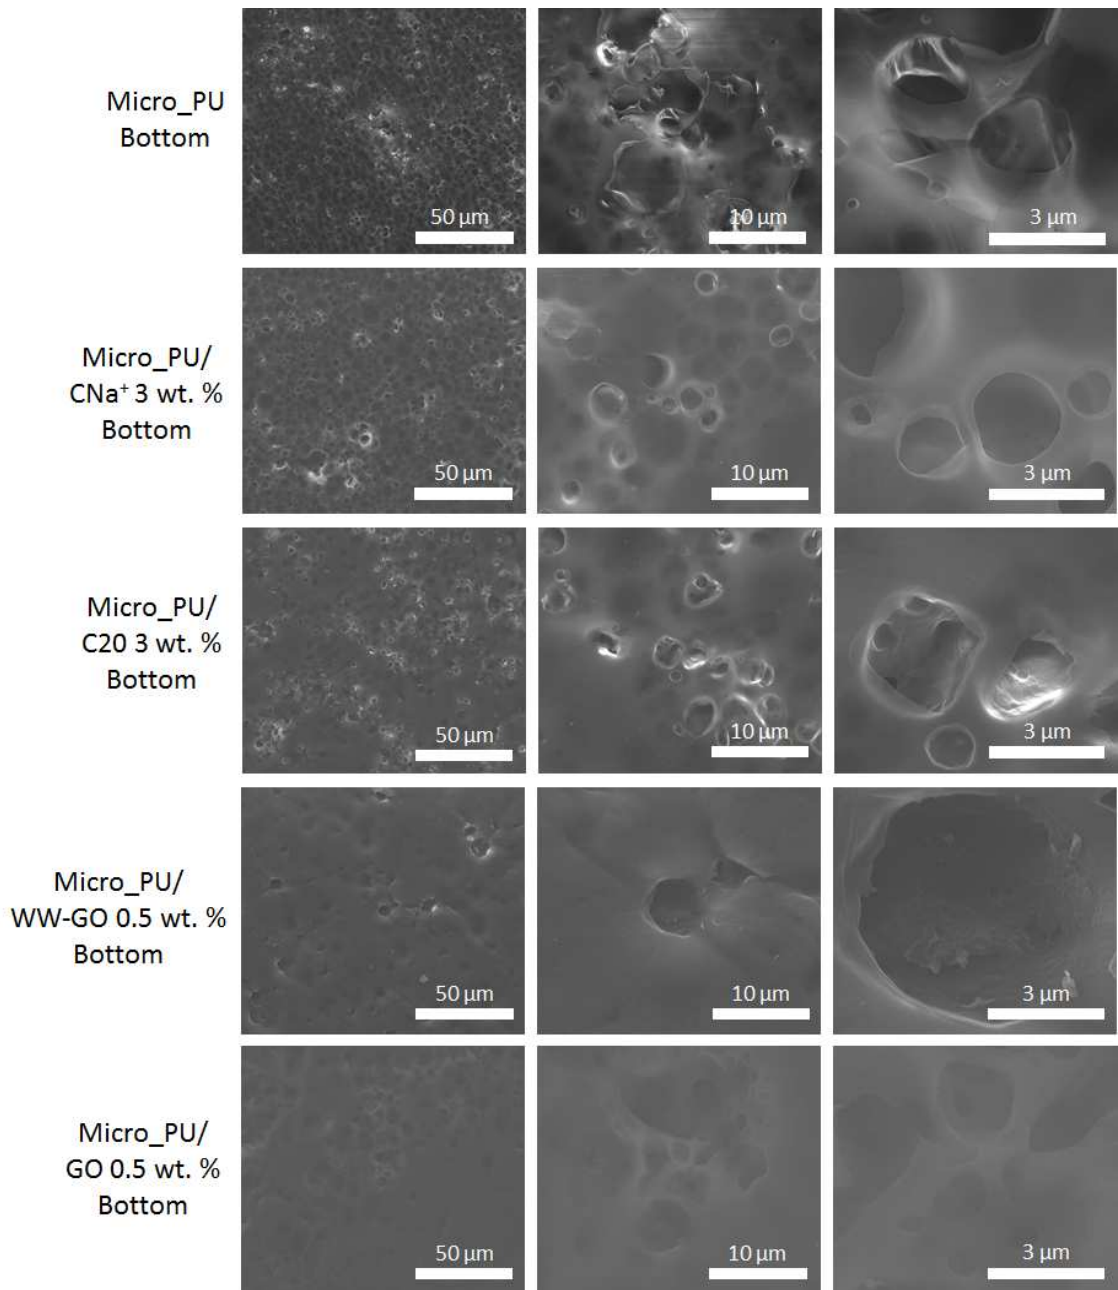 Micro_PU
Bottom
50 µm
10 µm
3 µm
Micro_PU/
CNa⁺ 3 wt. %
Bottom
50 µm
10 µm
3 µm
Micro_PU/
C20 3 wt. %
Bottom
50 µm
10 µm
3 µm
Micro_PU/
WW-GO 0.5 wt. %
Bottom
50 µm
10 µm
3 µm
Micro_PU/
GO 0.5 wt. %
Bottom
50 µm
10 µm
3 µm